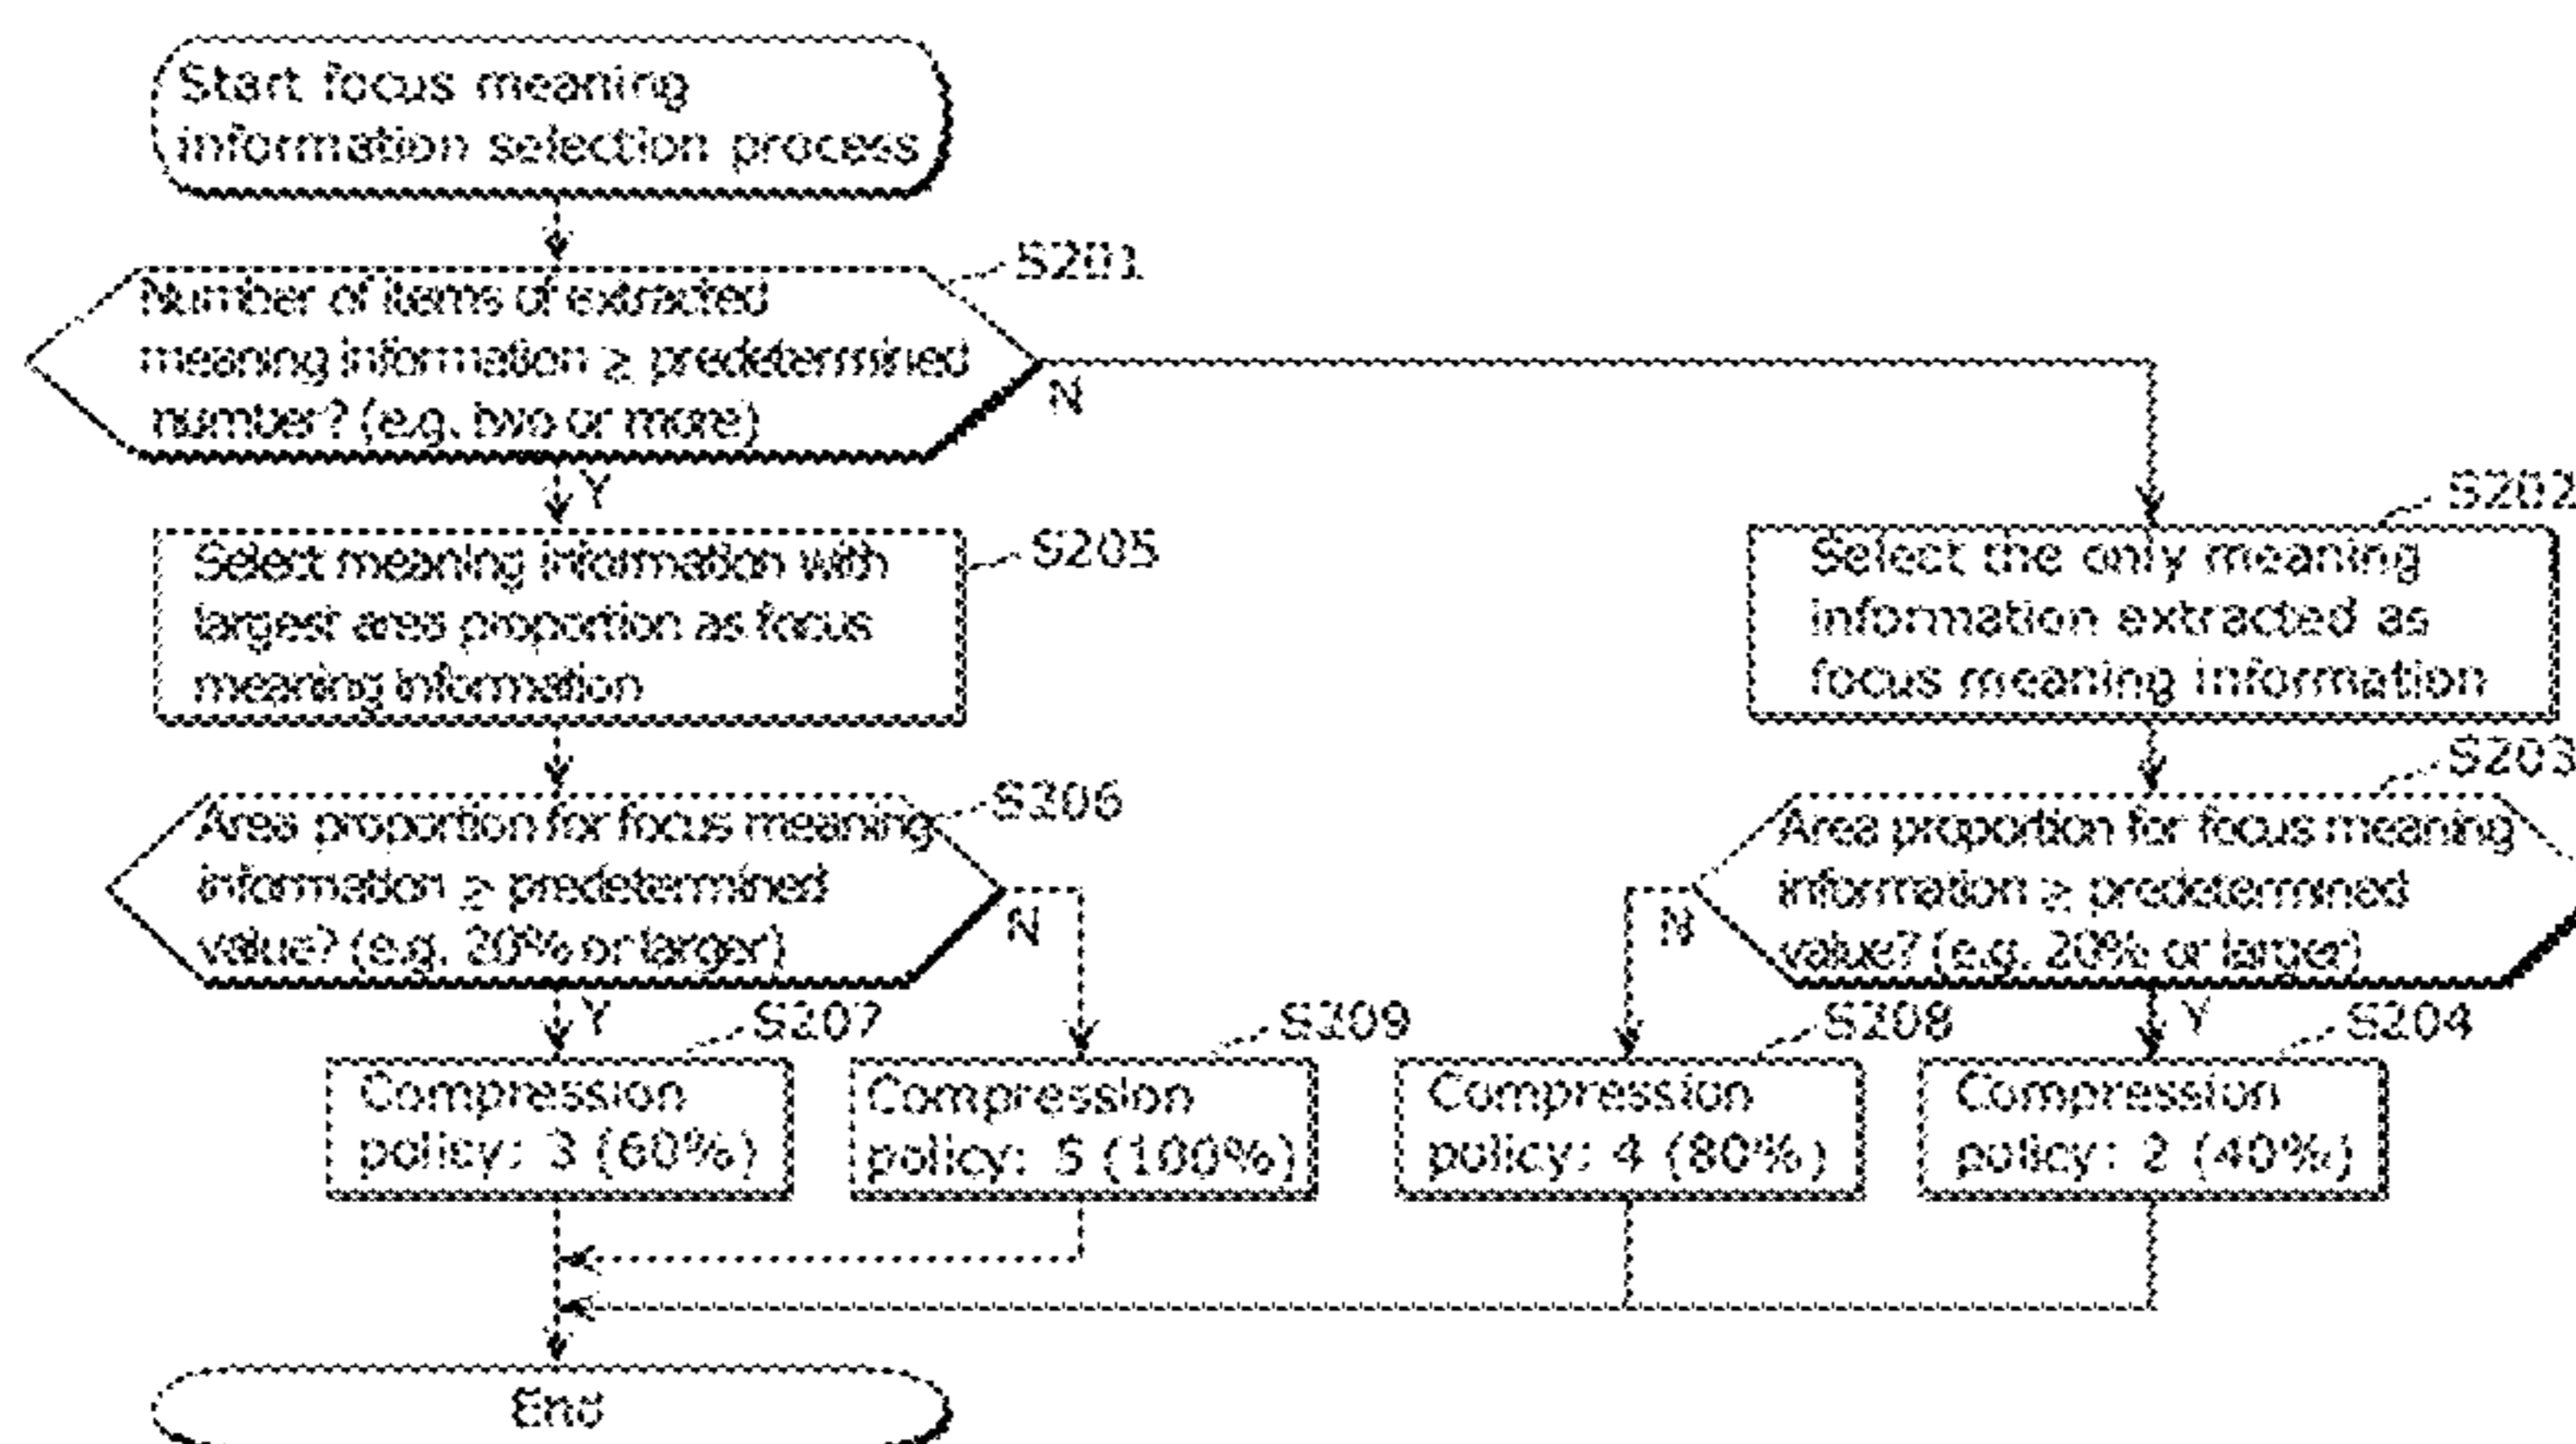 Start focus meaning
information selection process
S201
Number of items of extracted
meaning information ≥ predetermined
number? (e.g. two or more)
N
Y
S202
Select the only meaning
information extracted as
focus meaning information
S205
Select meaning information with
largest area proportion as focus
meaning information
S203
S206
Area proportion for focus meaning
information ≥ predetermined
value? (e.g. 20% or larger)
N
Y
Area proportion for focus meaning
information ≥ predetermined
value? (e.g. 20% or larger)
N
Y
S207
Compression
policy: 3 (60%)
S209
Compression
policy: 5 (100%)
S208
Compression
policy: 4 (80%)
S204
Compression
policy: 2 (40%)
End